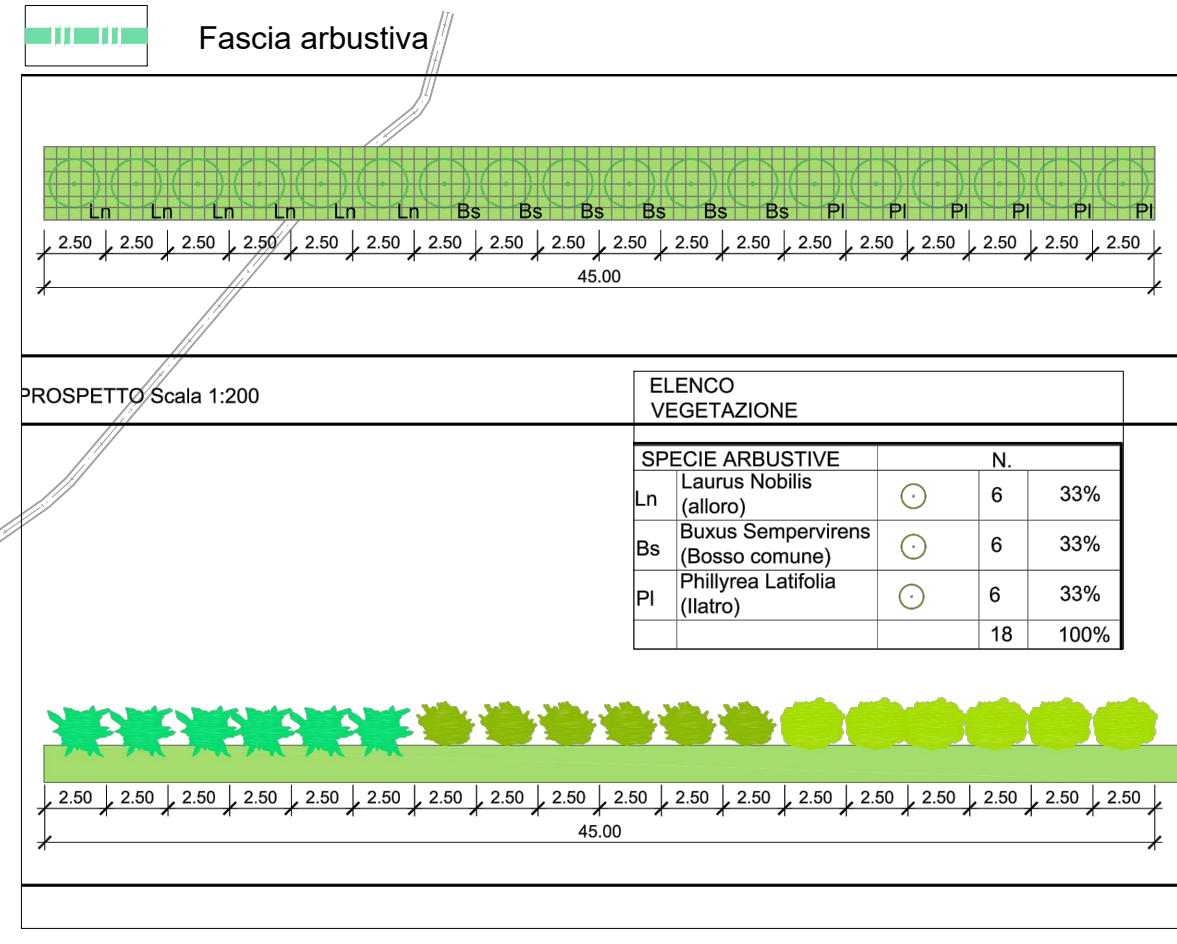 Fascia arbustiva
Ln Ln Ln Ln Ln Ln Bs Bs Bs Bs Bs Bs Pl Pl Pl Pl Pl Pl
2.50 2.50 2.50 2.50 2.50 2.50 2.50 2.50 2.50 2.50 2.50 2.50 2.50 2.50 2.50 2.50 2.50 2.50
45.00
PROSPETTO Scala 1:200
ELENCO
VEGETAZIONE
SPECIE ARBUSTIVE N.
Ln Laurus Nobilis (alloro) 6 33%
Bs Buxus Sempervirens (Bosso comune) 6 33%
Pl Phillyrea Latifolia (Ilatro) 6 33%
18 100%
2.50 2.50 2.50 2.50 2.50 2.50 2.50 2.50 2.50 2.50 2.50 2.50 2.50 2.50 2.50 2.50 2.50 2.50
45.00